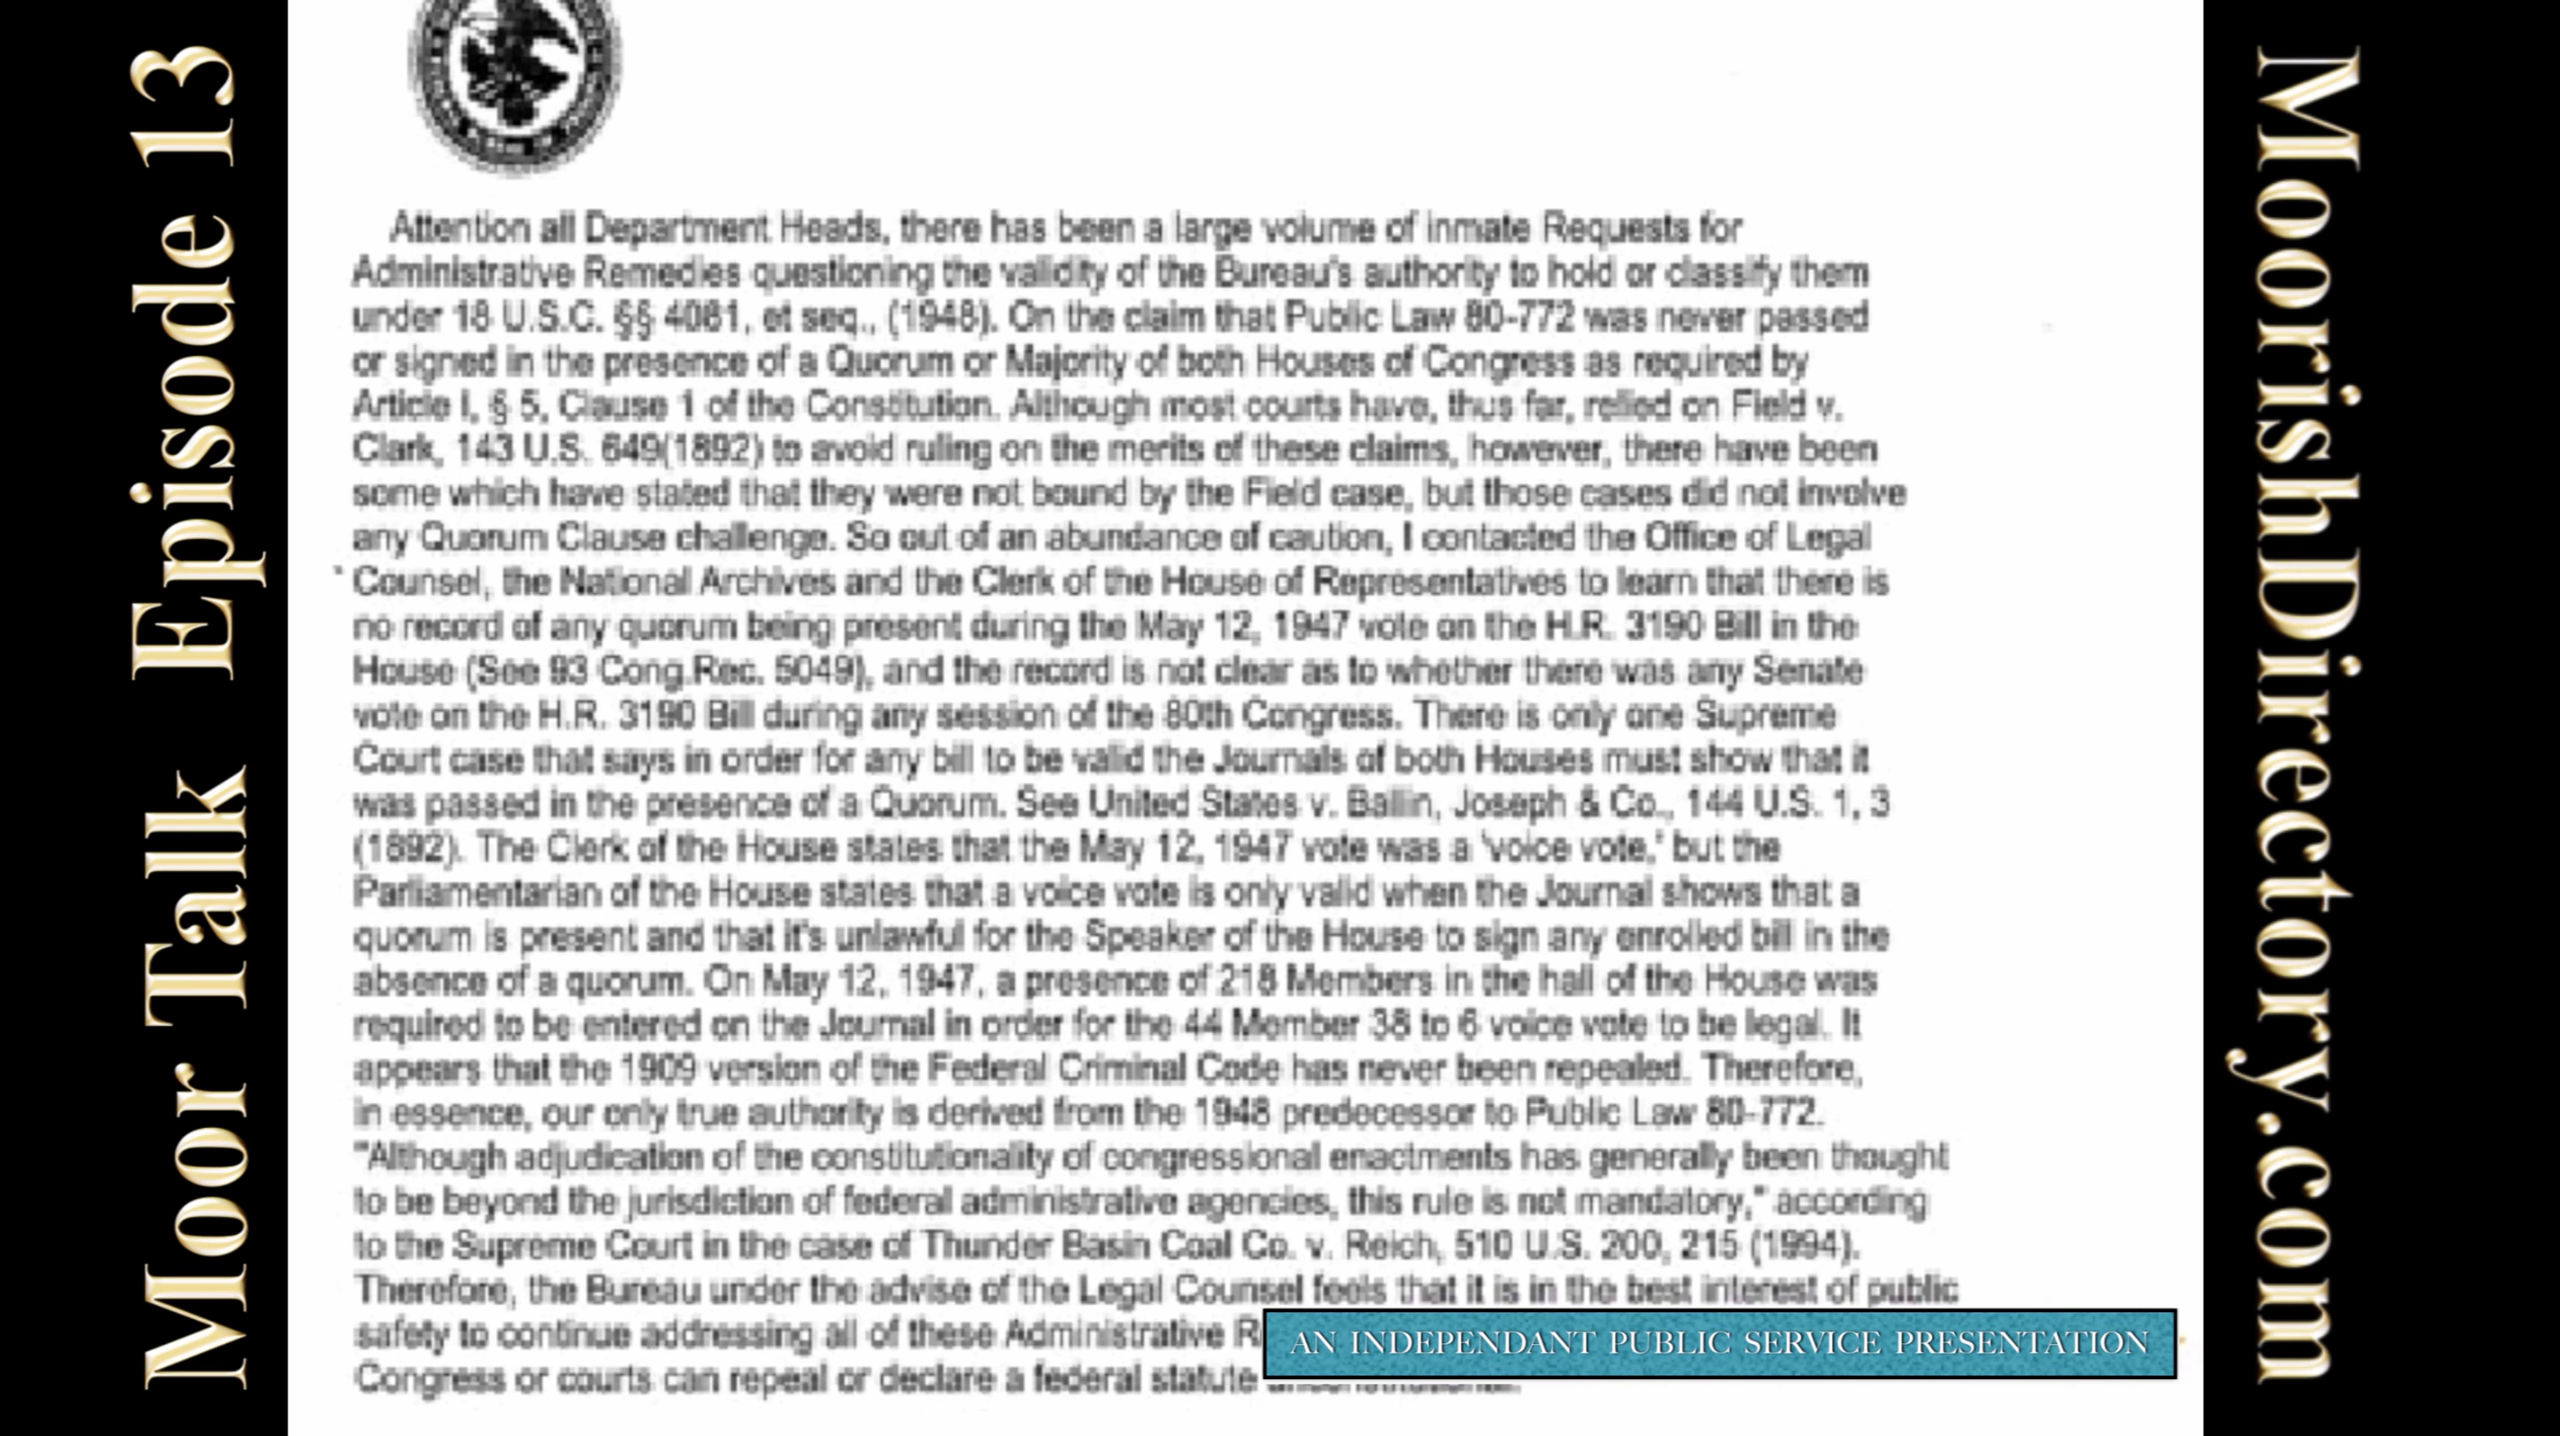 Moor Talk Episode 13
Attention all Department Heads, there has been a large volume of inmate Requests for
Administrative Remedies questioning the validity of the Bureau's authority to hold or classify them
under 18 U.S.C. §§ 4081, et seq., (1948). On the claim that Public Law 80-772 was never passed
or signed in the presence of a Quorum or Majority of both Houses of Congress as required by
Article I, § 5, Clause 1 of the Constitution. Although most courts have, thus far, relied on Field v.
Clark, 143 U.S. 649(1892) to avoid ruling on the merits of these claims, however, there have been
some which have stated that they were not bound by the Field case, but those cases did not involve
any Quorum Clause challenge. So out of an abundance of caution, I contacted the Office of Legal
Counsel, the National Archives and the Clerk of the House of Representatives to learn that there is
no record of any quorum being present during the May 12, 1947 vote on the H.R. 3190 Bill in the
House (See 93 Cong.Rec. 5049), and the record is not clear as to whether there was any Senate
vote on the H.R. 3190 Bill during any session of the 80th Congress. There is only one Supreme
Court case that says in order for any bill to be valid the Journals of both Houses must show that it
was passed in the presence of a Quorum. See United States v. Ballin, Joseph & Co., 144 U.S. 1, 3
(1892). The Clerk of the House states that the May 12, 1947 vote was a 'voice vote,' but the
Parliamentarian of the House states that a voice vote is only valid when the Journal shows that a
quorum is present and that it's unlawful for the Speaker of the House to sign any enrolled bill in the
absence of a quorum. On May 12, 1947, a presence of 218 Members in the hall of the House was
required to be entered on the Journal in order for the 44 Member 38 to 6 voice vote to be legal. It
appears that the 1909 version of the Federal Criminal Code has never been repealed. Therefore,
in essence, our only true authority is derived from the 1948 predecessor to Public Law 80-772.
"Although adjudication of the constitutionality of congressional enactments has generally been thought
to be beyond the jurisdiction of federal administrative agencies, this rule is not mandatory," according
to the Supreme Court in the case of Thunder Basin Coal Co. v. Reich, 510 U.S. 200, 215 (1994).
Therefore, the Bureau under the advise of the Legal Counsel feels that it is in the best interest of public
safety to continue addressing all of these Administrative
Congress or courts can repeal or declare a federal statute
AN INDEPENDANT PUBLIC SERVICE PRESENTATION
MoorishDirectory.com